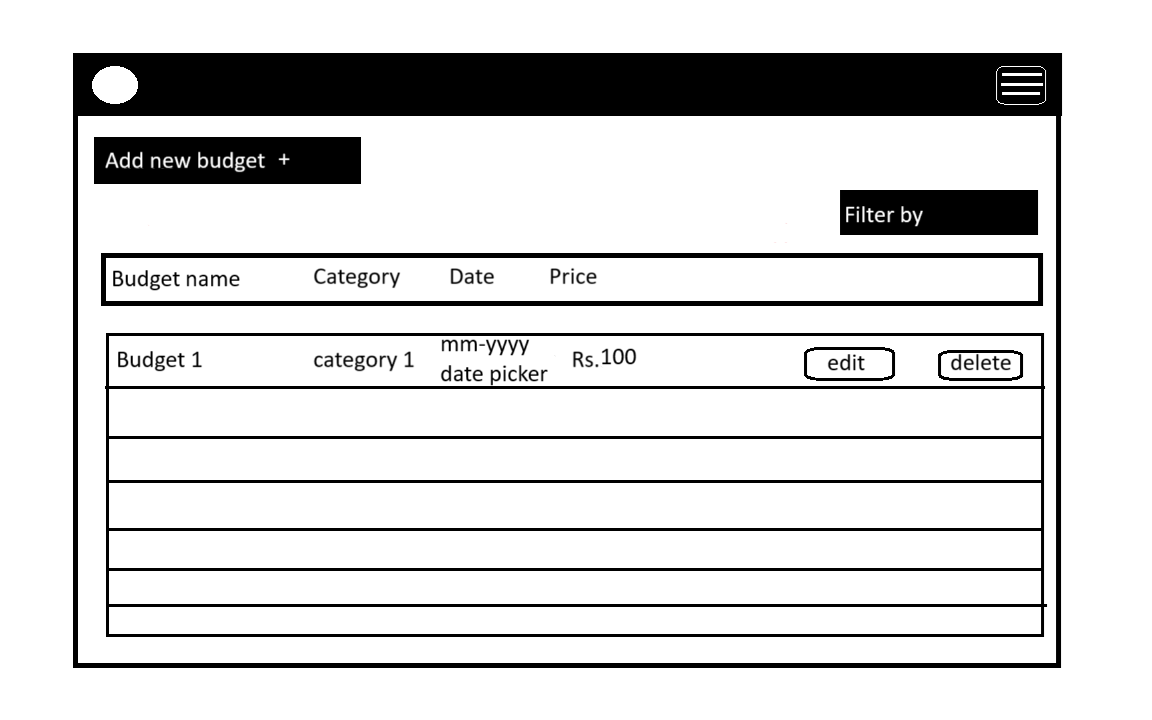 Add new budget +
Filter by
Budget name Category Date Price
Budget 1 category 1 mm-yyyy date picker Rs.100 edit delete